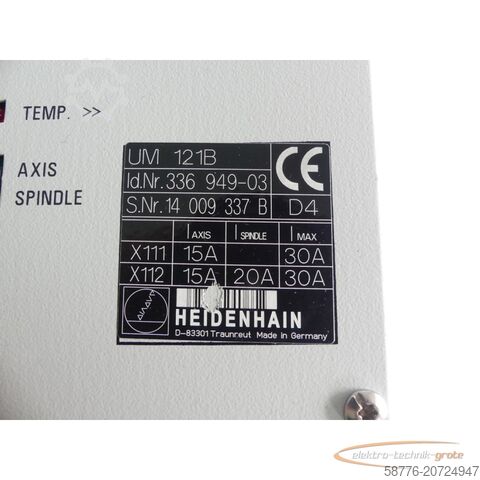 TEMP. >>
AXIS
SPINDLE
UM 121B
Id.Nr. 336 949-03
S.Nr. 14 009 337 B D4
CE
I AXIS I SPINDLE I MAX
X111 15A 30A
X112 15A 20A 30A
HEIDENHAIN
D-83301 Traunreut Made in Germany
elektro-technik-grote
58776-20724947